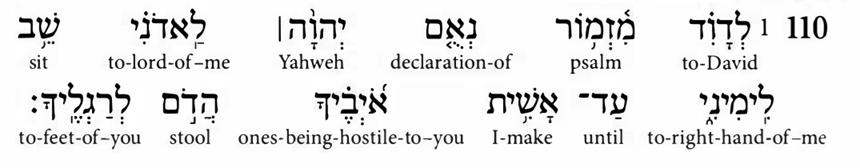 110 1 לְדָוִ֗ד מִ֫זְמ֥וֹר נְאֻ֤ם יְהוָ֨ה׀ לַֽאדֹנִ֗י שֵׁ֥ב
sit to-lord-of-me Yahweh declaration-of psalm to-David
לִֽימִינִ֑י עַד־ אָשִׁ֥ית אֹ֝יְבֶ֗יךָ הֲדֹ֣ם לְרַגְלֶֽיךָ׃
to-feet-of-you stool ones-being-hostile-to-you I-make until to-right-hand-of-me